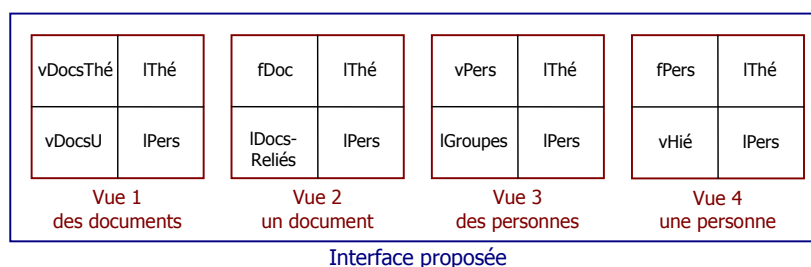 vDocsThé lThé
vDocsU lPers
Vue 1
des documents
fDoc lThé
lDocs-
Reliés
lPers
Vue 2
un document
vPers lThé
lGroupes lPers
Vue 3
des personnes
fPers lThé
vHié lPers
Vue 4
une personne
Interface proposée